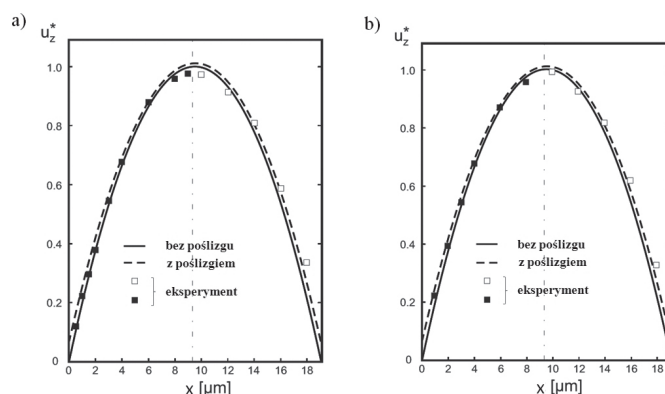 a)
u_z^*
1.0
0.8
0.6
0.4
0.2
0
bez poślizgu
z poślizgiem
eksperyment
0 2 4 6 8 10 12 14 16 18
x [μm]
b)
u_z^*
1.0
0.8
0.6
0.4
0.2
0
bez poślizgu
z poślizgiem
eksperyment
0 2 4 6 8 10 12 14 16 18
x [μm]